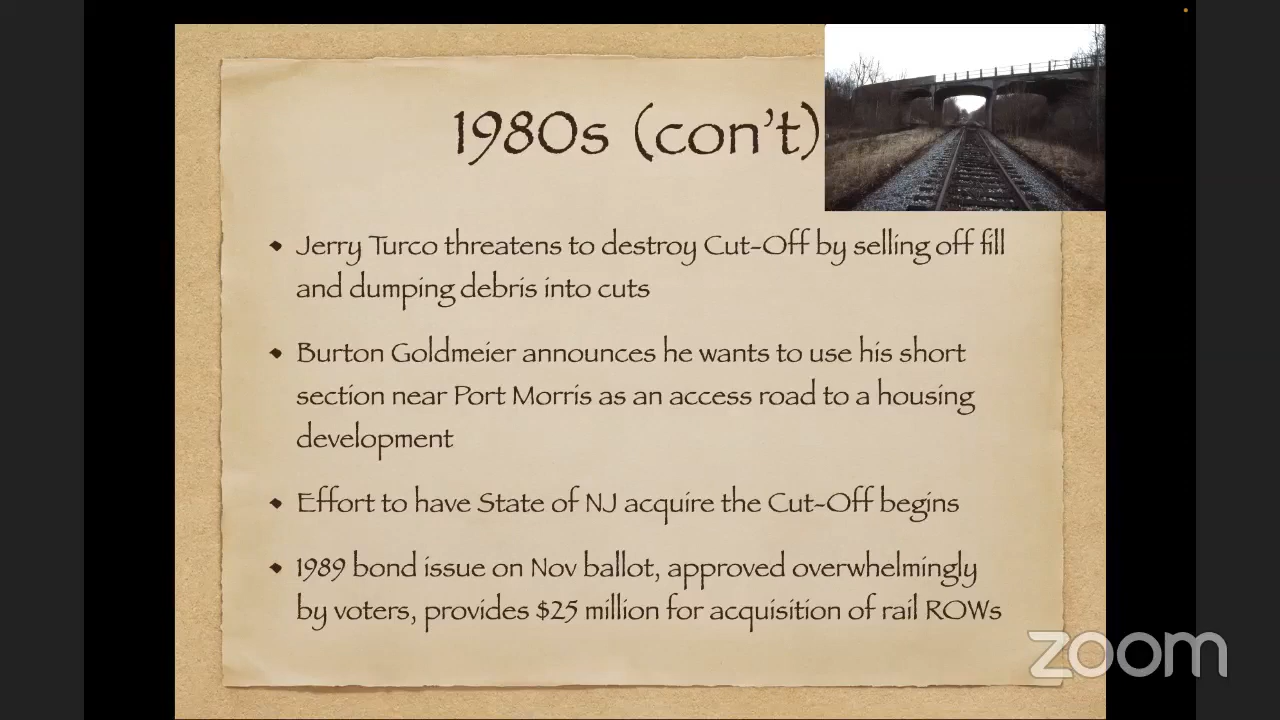 1980s (con't)
• Jerry Turco threatens to destroy Cut-Off by selling off fill
and dumping debris into cuts
• Burton Goldmeier announces he wants to use his short
section near Port Morris as an access road to a housing
development
• Effort to have State of NJ acquire the Cut-Off begins
• 1989 bond issue on Nov ballot, approved overwhelmingly
by voters, provides $25 million for acquisition of rail ROWs
zoom